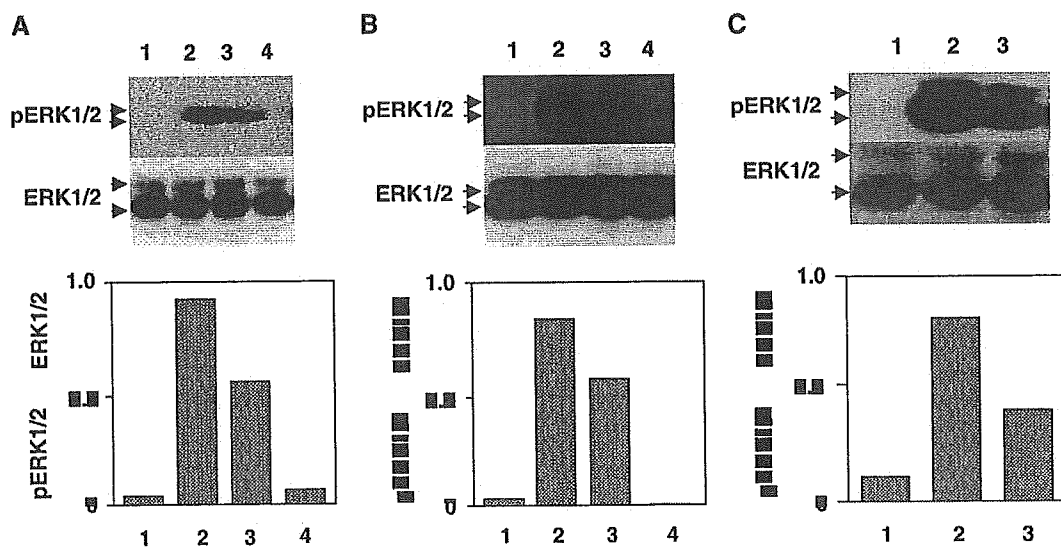 A
1 2 3 4
pERK1/2
ERK1/2
1.0
pERK1/2 ERK1/2
0
1 2 3 4
B
1 2 3 4
pERK1/2
ERK1/2
1.0
0
1 2 3 4
C
1 2 3
pERK1/2
ERK1/2
1.0
0
1 2 3